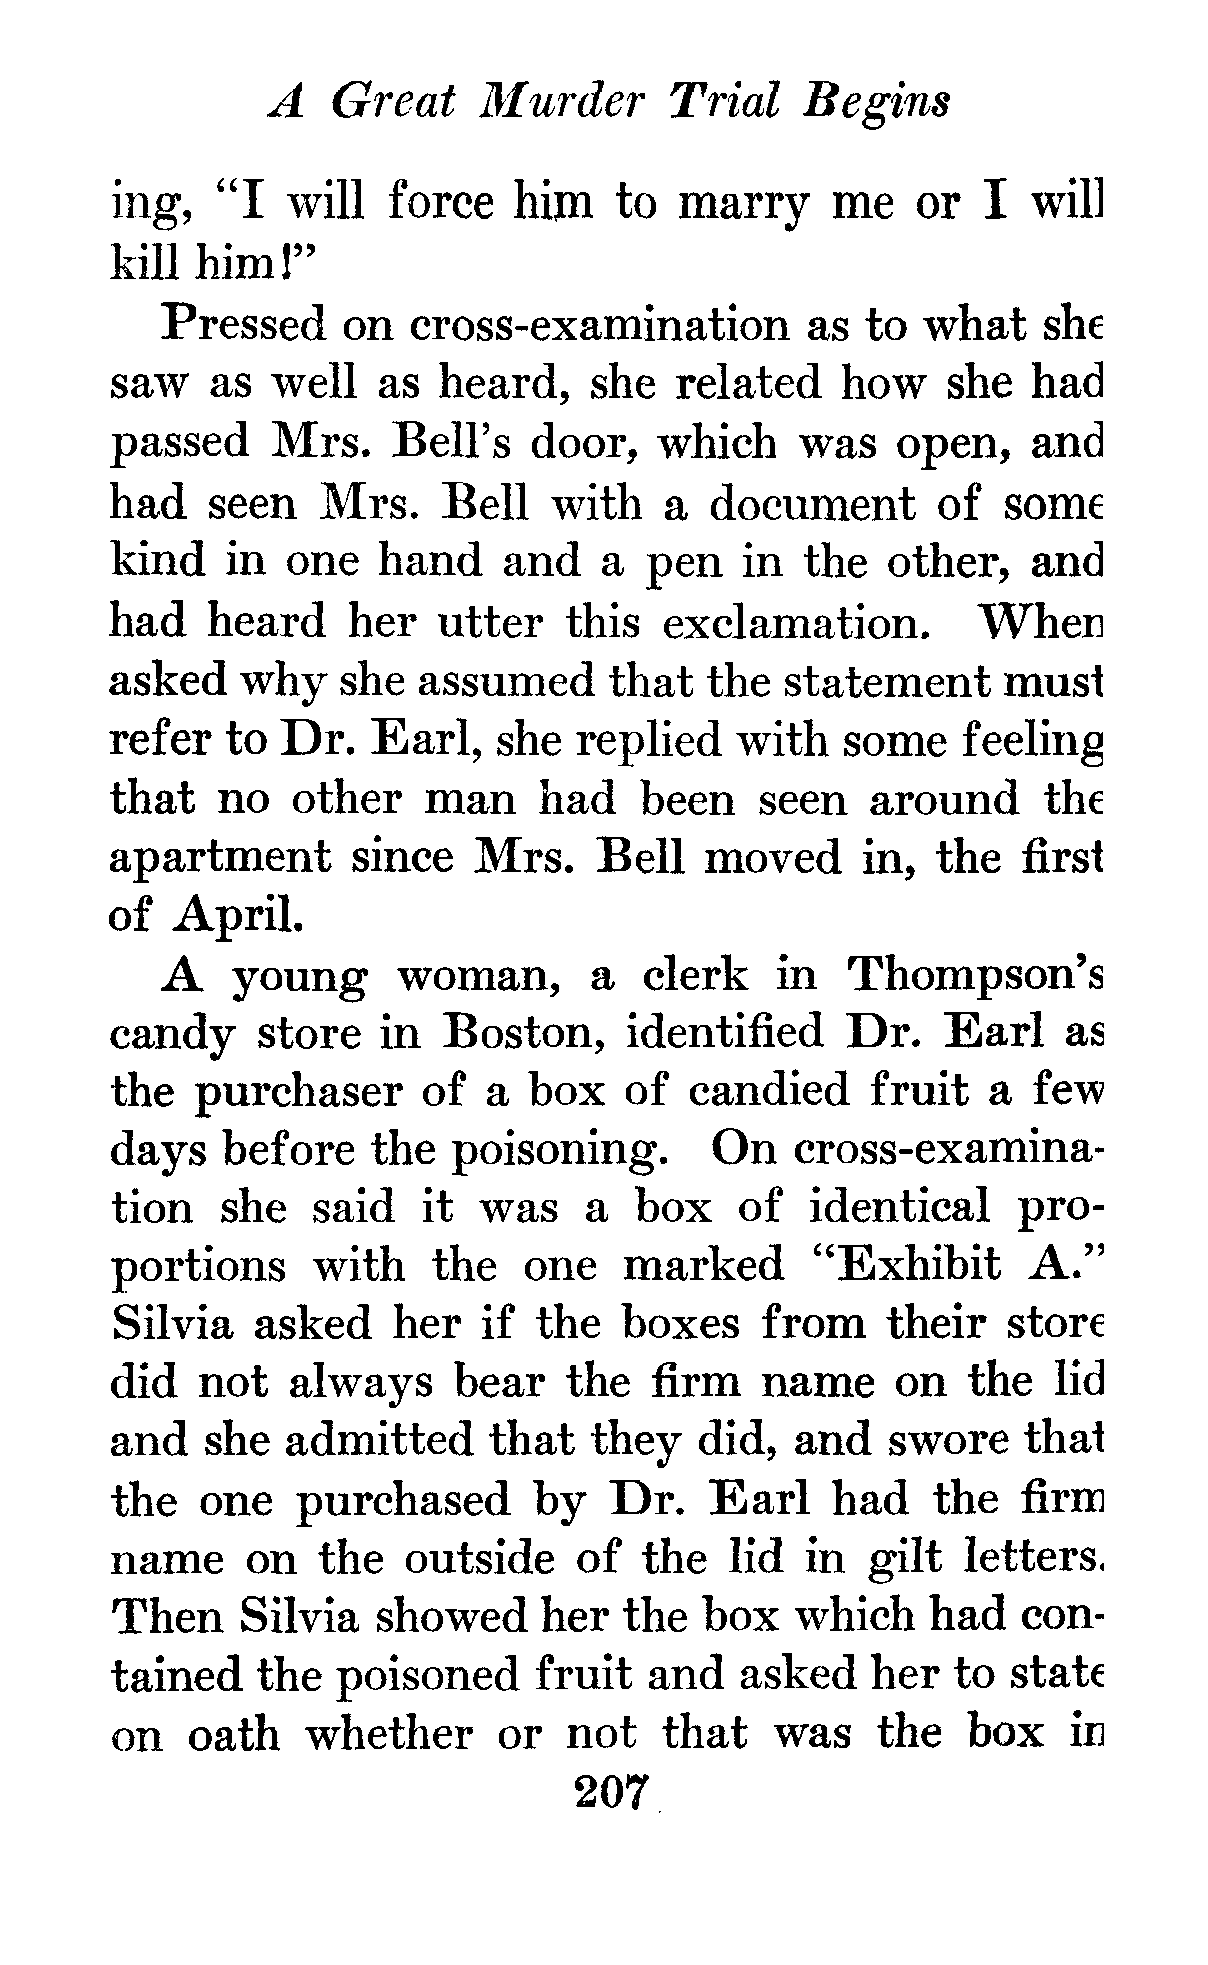 A Great Murder Trial Begins
ing, "I will force him to marry me or I will
kill him!"
Pressed on cross-examination as to what she
saw as well as heard, she related how she had
passed Mrs. Bell's door, which was open, and
had seen Mrs. Bell with a document of some
kind in one hand and a pen in the other, and
had heard her utter this exclamation. When
asked why she assumed that the statement must
refer to Dr. Earl, she replied with some feeling
that no other man had been seen around the
apartment since Mrs. Bell moved in, the first
of April.
A young woman, a clerk in Thompson's
candy store in Boston, identified Dr. Earl as
the purchaser of a box of candied fruit a few
days before the poisoning. On cross-examina-
tion she said it was a box of identical pro-
portions with the one marked "Exhibit A."
Silvia asked her if the boxes from their store
did not always bear the firm name on the lid
and she admitted that they did, and swore that
the one purchased by Dr. Earl had the firm
name on the outside of the lid in gilt letters.
Then Silvia showed her the box which had con-
tained the poisoned fruit and asked her to state
on oath whether or not that was the box in
207